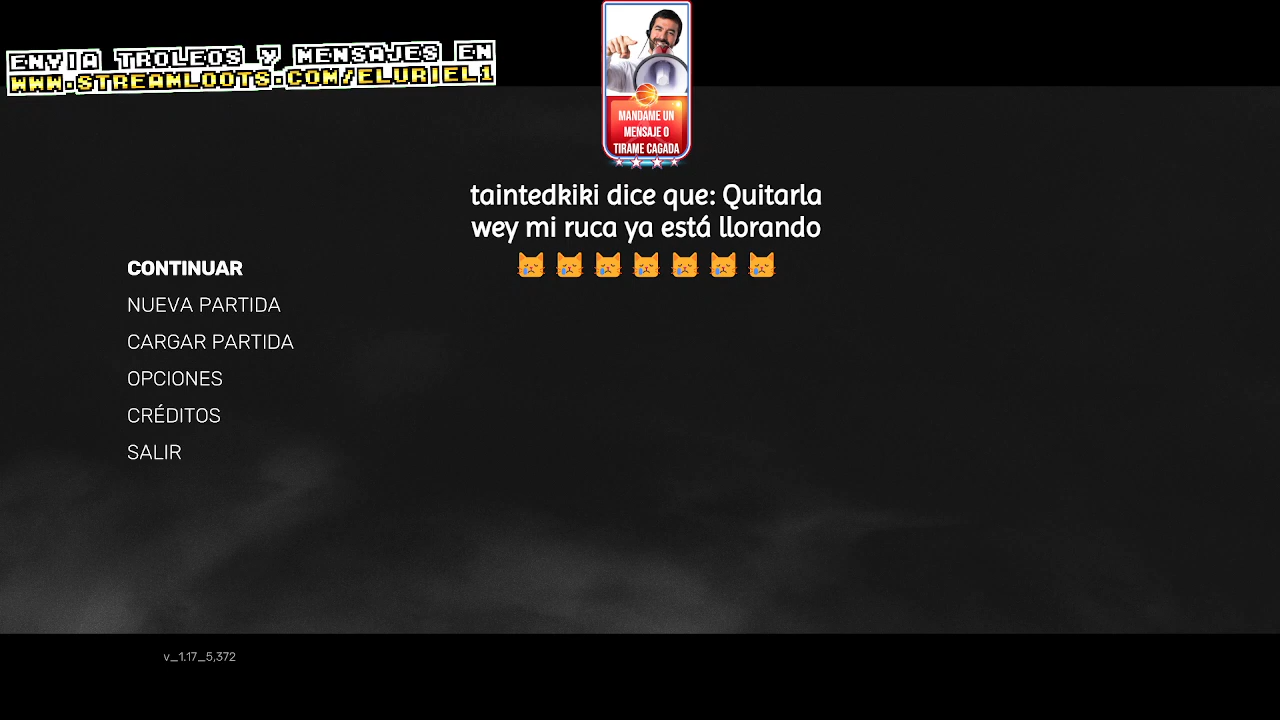 ENVIA TROLEOS Y MENSAJES EN
WWW.STREAMLOOTS.COM/ELURIEL1
MANDAME UN
MENSAJE O
TIRAME CAGADA
taintedkiki dice que: Quitarla
wey mi ruca ya está llorando
😿 😿 😿 😿 😿 😿 😿
CONTINUAR
NUEVA PARTIDA
CARGAR PARTIDA
OPCIONES
CRÉDITOS
SALIR
v_1.17_5,372